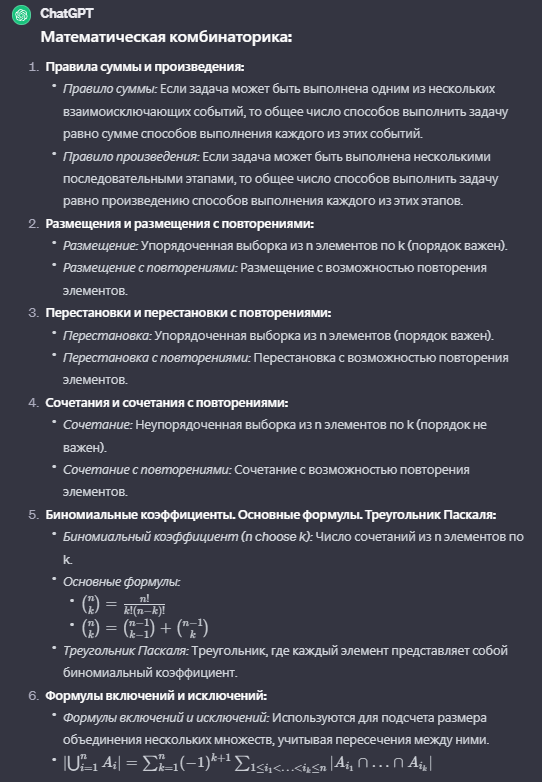 ChatGPT
Математическая комбинаторика:
1. Правила суммы и произведения:
• Правило суммы: Если задача может быть выполнена одним из нескольких
взаимоисключающих событий, то общее число способов выполнить задачу
равно сумме способов выполнения каждого из этих событий.
• Правило произведения: Если задача может быть выполнена несколькими
последовательными этапами, то общее число способов выполнить задачу
равно произведению способов выполнения каждого из этих этапов.
2. Размещения и размещения с повторениями:
• Размещение: Упорядоченная выборка из n элементов по k (порядок важен).
• Размещение с повторениями: Размещение с возможностью повторения
элементов.
3. Перестановки и перестановки с повторениями:
• Перестановка: Упорядоченная выборка из n элементов (порядок важен).
• Перестановка с повторениями: Перестановка с возможностью повторения
элементов.
4. Сочетания и сочетания с повторениями:
• Сочетание: Неупорядоченная выборка из n элементов по k (порядок не
важен).
• Сочетание с повторениями: Сочетание с возможностью повторения
элементов.
5. Биномиальные коэффициенты. Основные формулы. Треугольник Паскаля:
• Биномиальный коэффициент (n choose k): Число сочетаний из n элементов по
k.
• Основные формулы:
• \binom{n}{k} = \frac{n!}{k!(n-k)!}
• \binom{n}{k} = \binom{n-1}{k-1} + \binom{n-1}{k}
• Треугольник Паскаля: Треугольник, где каждый элемент представляет собой
биномиальный коэффициент.
6. Формулы включений и исключений:
• Формулы включений и исключений: Используются для подсчета размера
объединения нескольких множеств, учитывая пересечения между ними.
• |\bigcup_{i=1}^{n} A_i| = \sum_{k=1}^{n} (-1)^{k+1} \sum_{1≤i_1<...<i_k≤n} |A_{i_1} ∩ ... ∩ A_{i_k}|